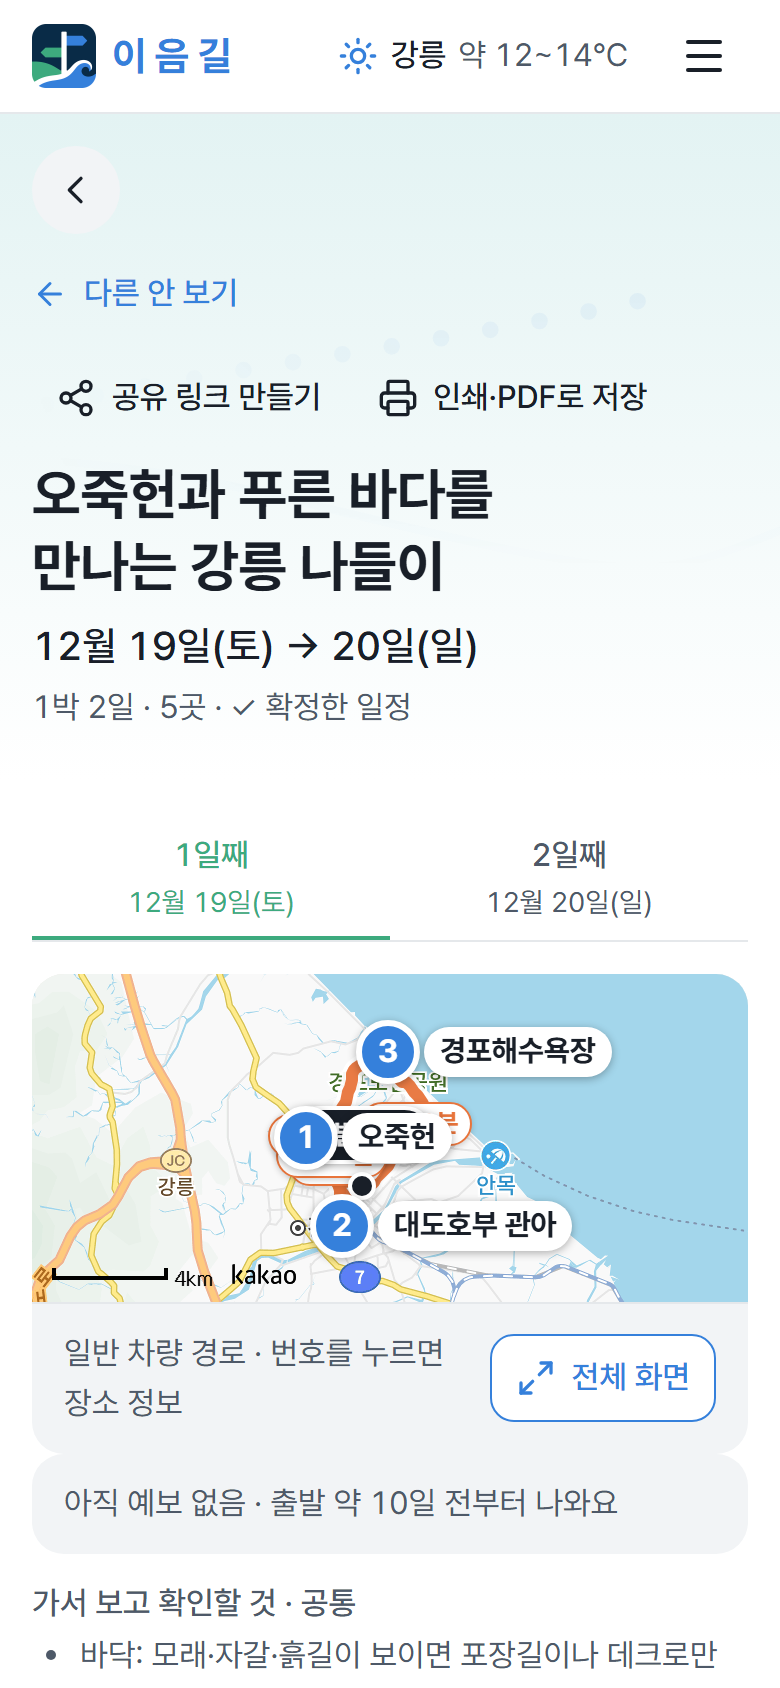 이음길
강릉 약 12~14℃
다른 안 보기
공유 링크 만들기
인쇄·PDF로 저장
오죽헌과 푸른 바다를
만나는 강릉 나들이
12월 19일(토) → 20일(일)
1박 2일 · 5곳 · ✓ 확정한 일정
1일째
12월 19일(토)
2일째
12월 20일(일)
3
경포해수욕장
1
오죽헌
JC
강릉
안목
2
대도호부 관아
4km
kakao
7
일반 차량 경로 · 번호를 누르면
장소 정보
전체 화면
아직 예보 없음 · 출발 약 10일 전부터 나와요
가서 보고 확인할 것 · 공통
• 바닥: 모래·자갈·흙길이 보이면 포장길이나 데크로만